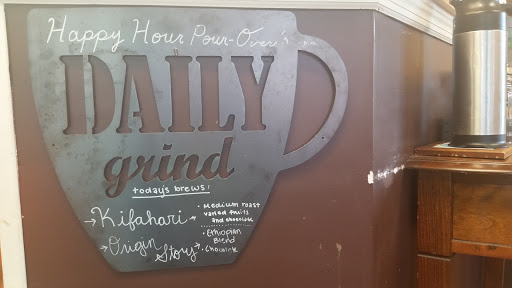 Happy Hour Pour-Over's
DAILY
grind
today's brews!
Kifahari
• Medium roast
varied fruits
and chocolate
Origin
Story
• Ethiopian
Blend
• Chocolate